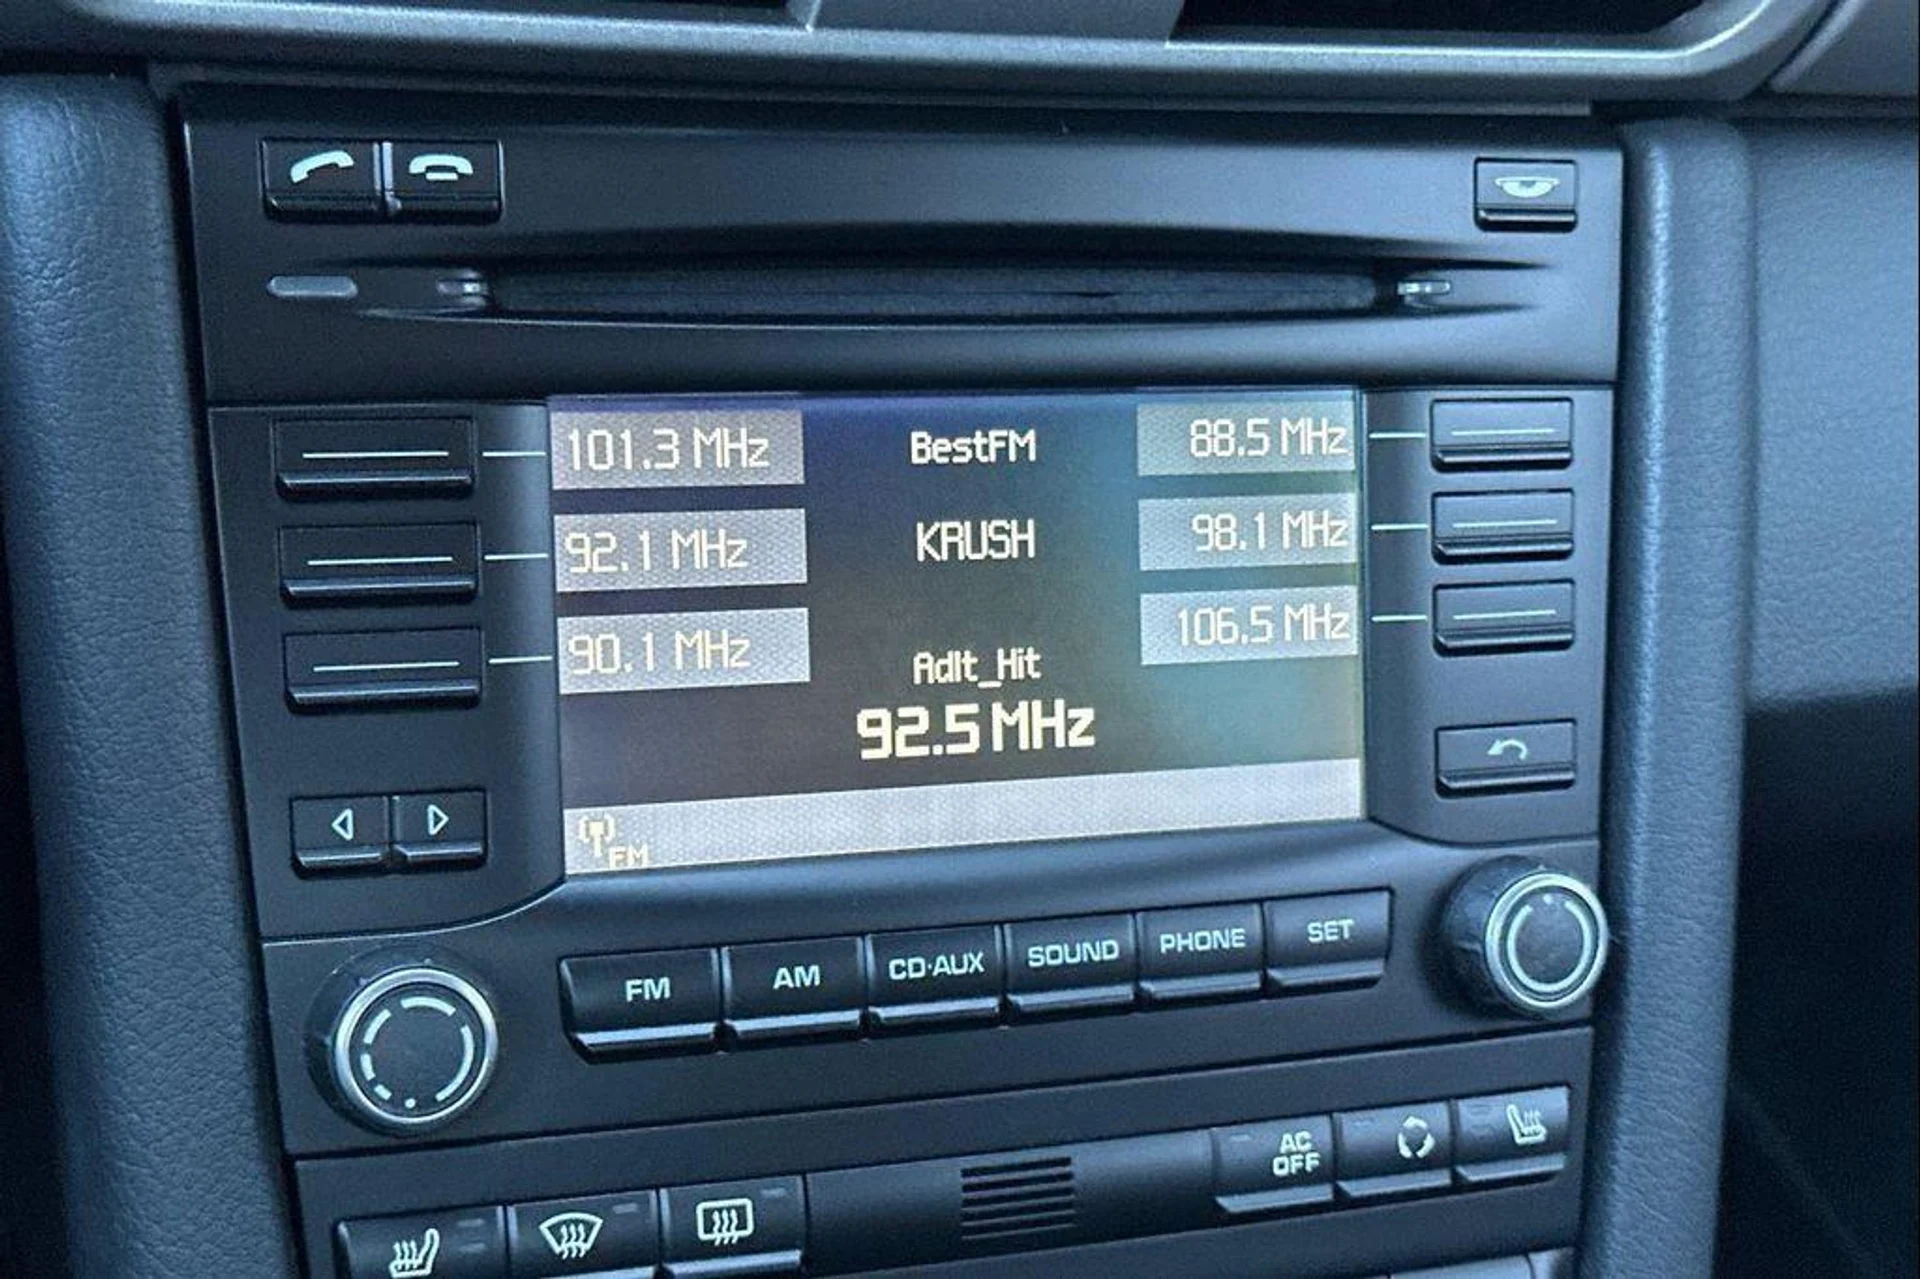 101.3 MHz BestFM 88.5 MHz
92.1 MHz KRUSH 98.1 MHz
90.1 MHz Adlt_Hit 106.5 MHz
92.5 MHz
FM
FM AM CD·AUX SOUND PHONE SET
AC
OFF